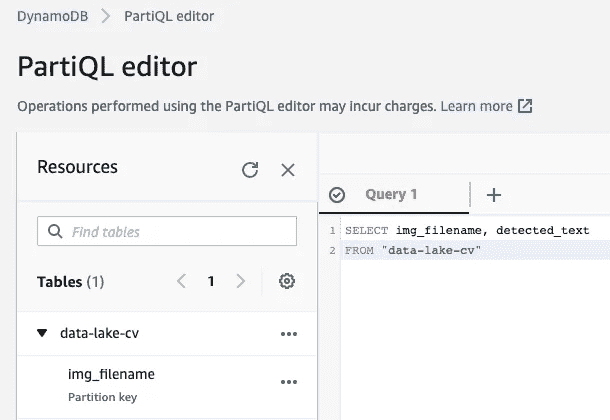 DynamoDB > PartiQL editor
PartiQL editor
Operations performed using the PartiQL editor may incur charges. Learn more
Resources
Find tables
Tables (1)
1
data-lake-cv
img_filename
Partition key
Query 1
1 SELECT img_filename, detected_text
2 FROM "data-lake-cv"